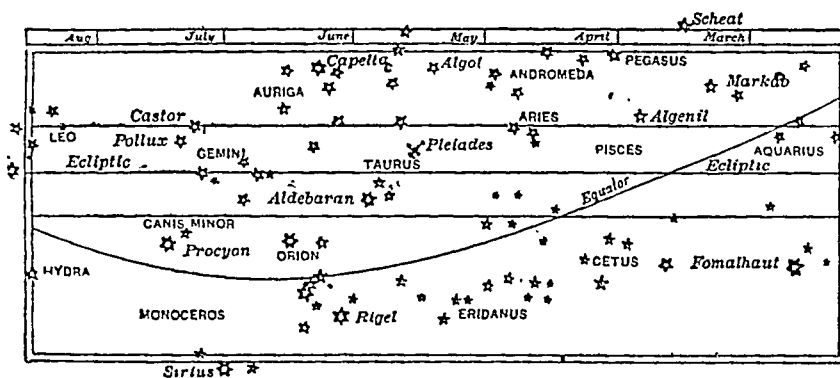 Scheat
Aug July June May April March
Capella Algol PEGASUS
ANDROMEDA Markab
AURIGA
Castor ARIES Algenil
LEO
Pollux Pleiades PISCES AQUARIUS
GEMINI
Ecliptic TAURUS Ecliptic
Aldebaran Equator
CANIS MINOR
Procyon ORION CETUS Fomalhaut
HYDRA
MONOCEROS Rigel ERIDANUS
Sirius